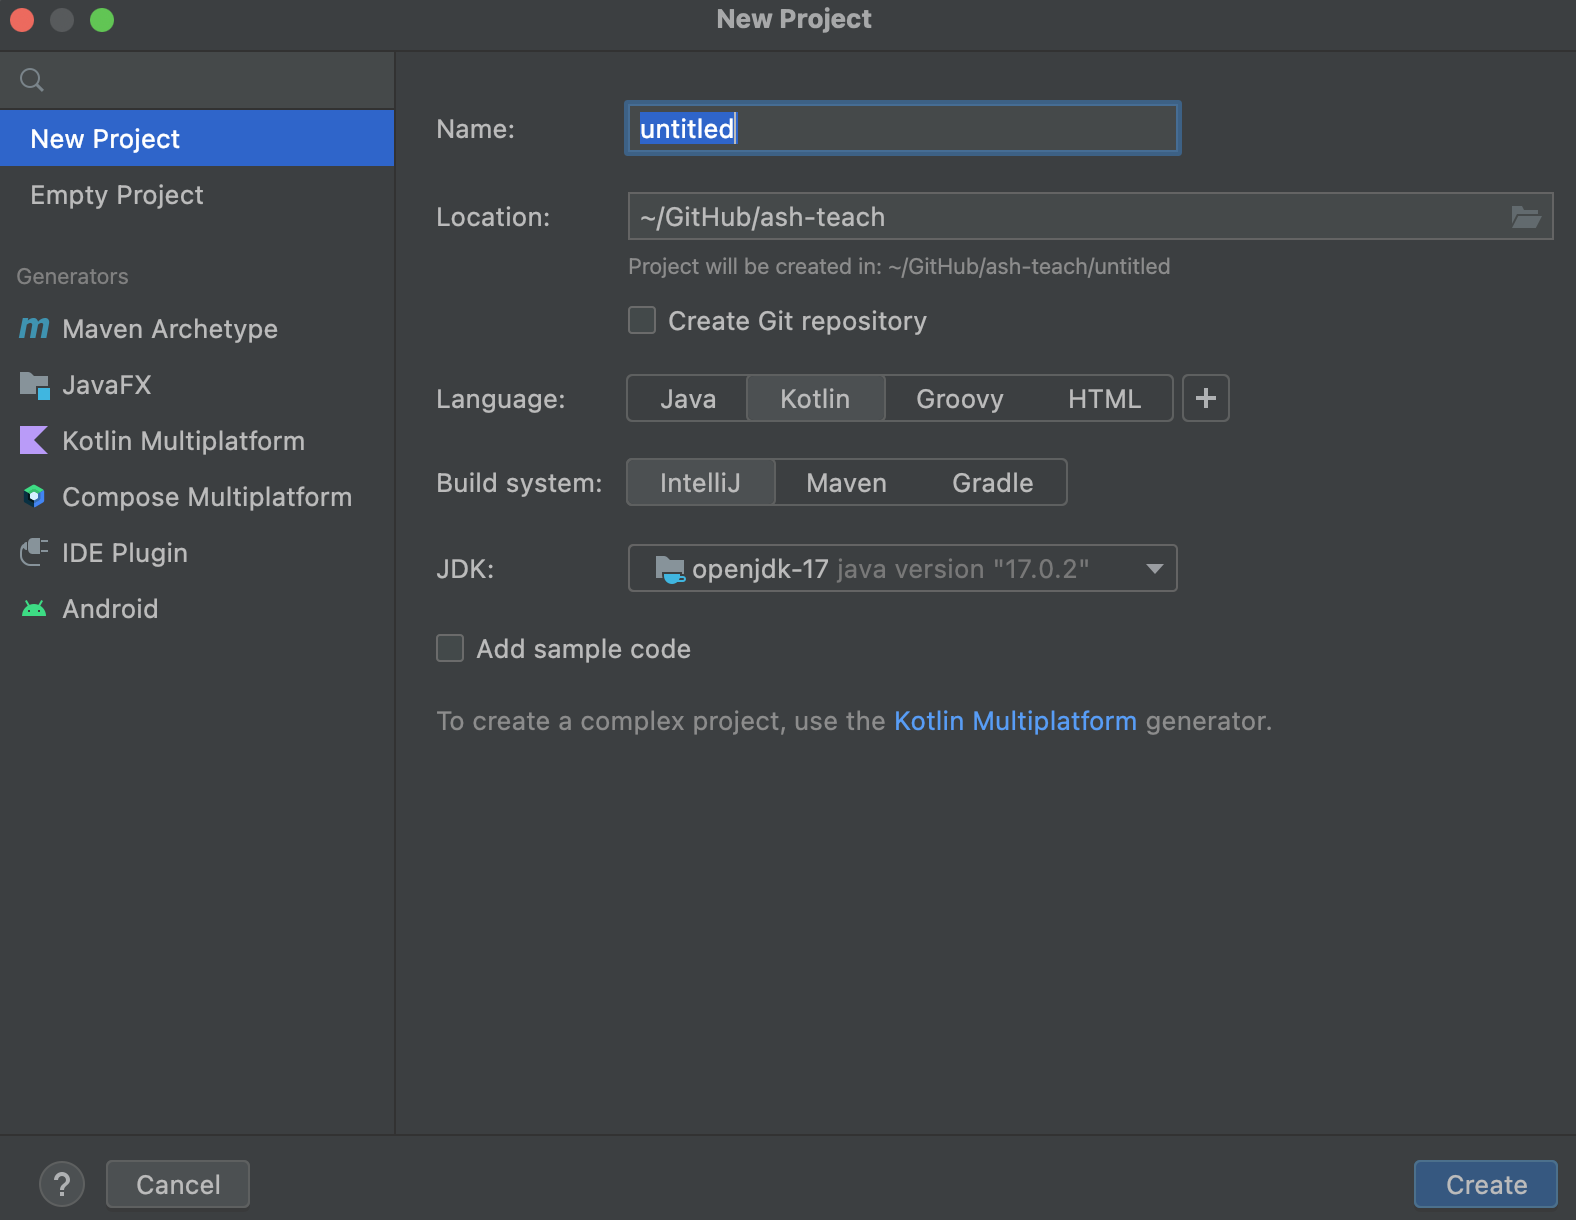 New Project
New Project
Empty Project
Generators
Maven Archetype
JavaFX
Kotlin Multiplatform
Compose Multiplatform
IDE Plugin
Android
Name: untitled
Location: ~/GitHub/ash-teach
Project will be created in: ~/GitHub/ash-teach/untitled
Create Git repository
Language: Java Kotlin Groovy HTML +
Build system: IntelliJ Maven Gradle
JDK: openjdk-17 java version "17.0.2"
Add sample code
To create a complex project, use the Kotlin Multiplatform generator.
? Cancel Create